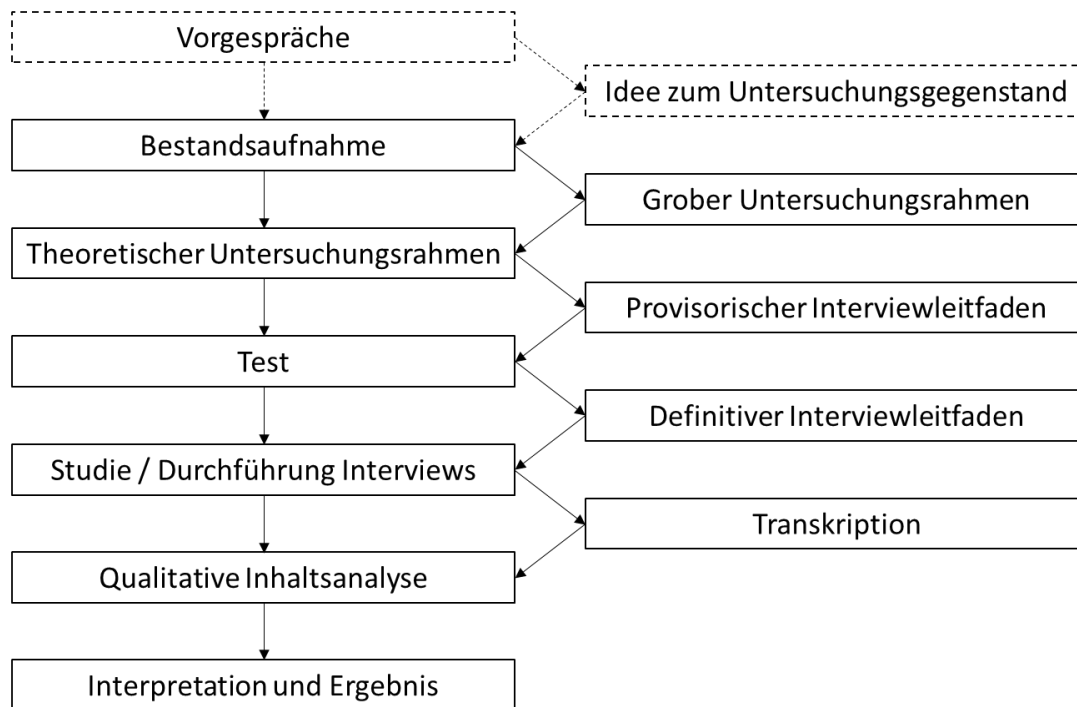 Vorgespräche
Idee zum Untersuchungsgegenstand
Bestandsaufnahme
Grober Untersuchungsrahmen
Theoretischer Untersuchungsrahmen
Provisorischer Interviewleitfaden
Test
Definitiver Interviewleitfaden
Studie / Durchführung Interviews
Transkription
Qualitative Inhaltsanalyse
Interpretation und Ergebnis